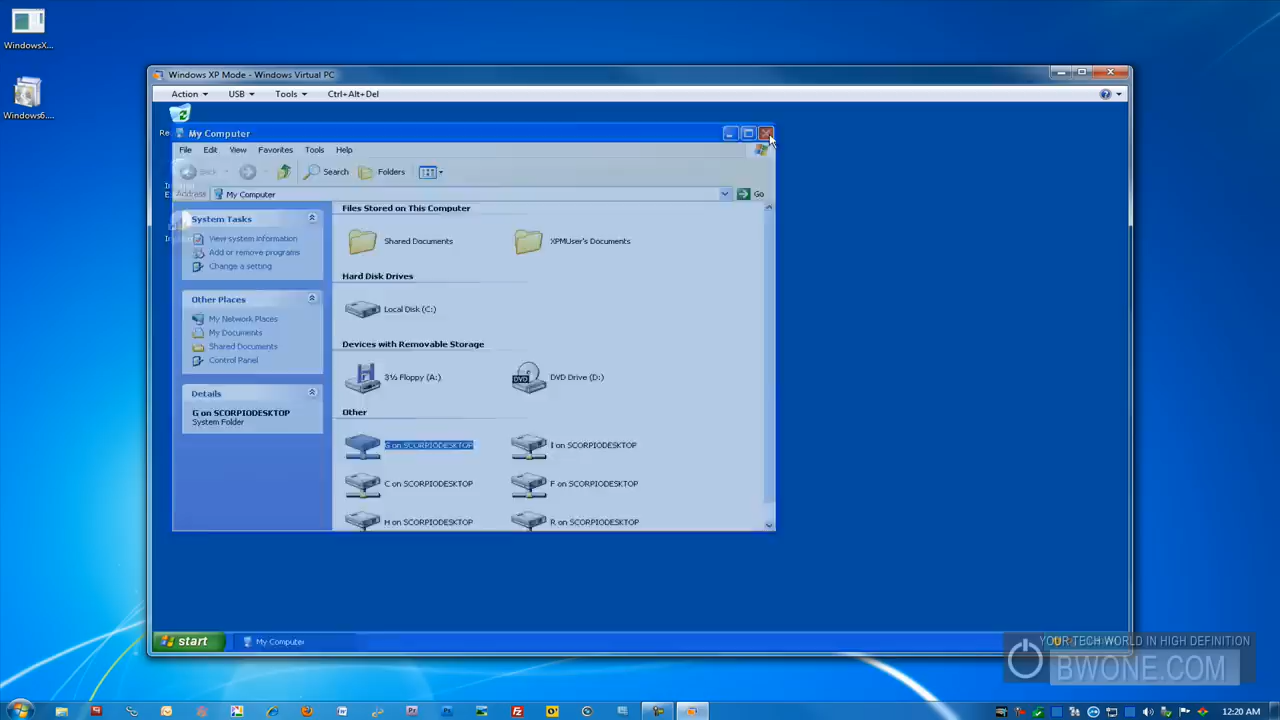 WindowsX...
Windows6....
Windows XP Mode - Windows Virtual PC
Action USB Tools Ctrl+Alt+Del
Re
My Computer
File Edit View Favorites Tools Help
Back Search Folders
Address My Computer Go
System Tasks
View system information
Add or remove programs
Change a setting
Other Places
My Network Places
My Documents
Shared Documents
Control Panel
Details
G on SCORPIODESKTOP
System Folder
Files Stored on This Computer
Shared Documents XPMUser's Documents
Hard Disk Drives
Local Disk (C:)
Devices with Removable Storage
3½ Floppy (A:) DVD Drive (D:)
Other
G on SCORPIODESKTOP I on SCORPIODESKTOP
C on SCORPIODESKTOP F on SCORPIODESKTOP
H on SCORPIODESKTOP R on SCORPIODESKTOP
start My Computer
YOUR TECH WORLD IN HIGH DEFINITION
BWONE.COM
12:20 AM